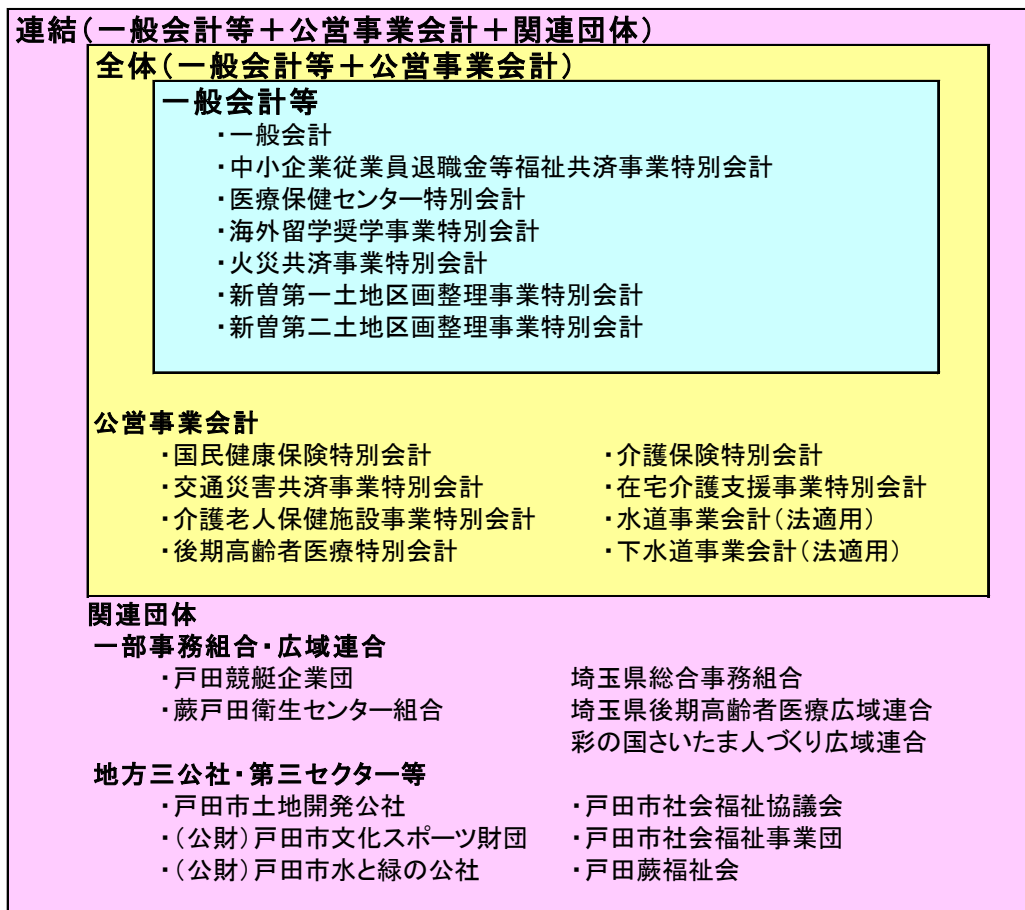 連結(一般会計等＋公営事業会計＋関連団体)
全体(一般会計等＋公営事業会計)
一般会計等
・一般会計
・中小企業従業員退職金等福祉共済事業特別会計
・医療保健センター特別会計
・海外留学奨学事業特別会計
・火災共済事業特別会計
・新曽第一土地区画整理事業特別会計
・新曽第二土地区画整理事業特別会計
公営事業会計
・国民健康保険特別会計 ・介護保険特別会計
・交通災害共済事業特別会計 ・在宅介護支援事業特別会計
・介護老人保健施設事業特別会計 ・水道事業会計(法適用)
・後期高齢者医療特別会計 ・下水道事業会計(法適用)
関連団体
一部事務組合・広域連合
・戸田競艇企業団 埼玉県総合事務組合
・蕨戸田衛生センター組合 埼玉県後期高齢者医療広域連合
彩の国さいたま人づくり広域連合
地方三公社・第三セクター等
・戸田市土地開発公社 ・戸田市社会福祉協議会
・(公財)戸田市文化スポーツ財団 ・戸田市社会福祉事業団
・(公財)戸田市水と緑の公社 ・戸田蕨福祉会